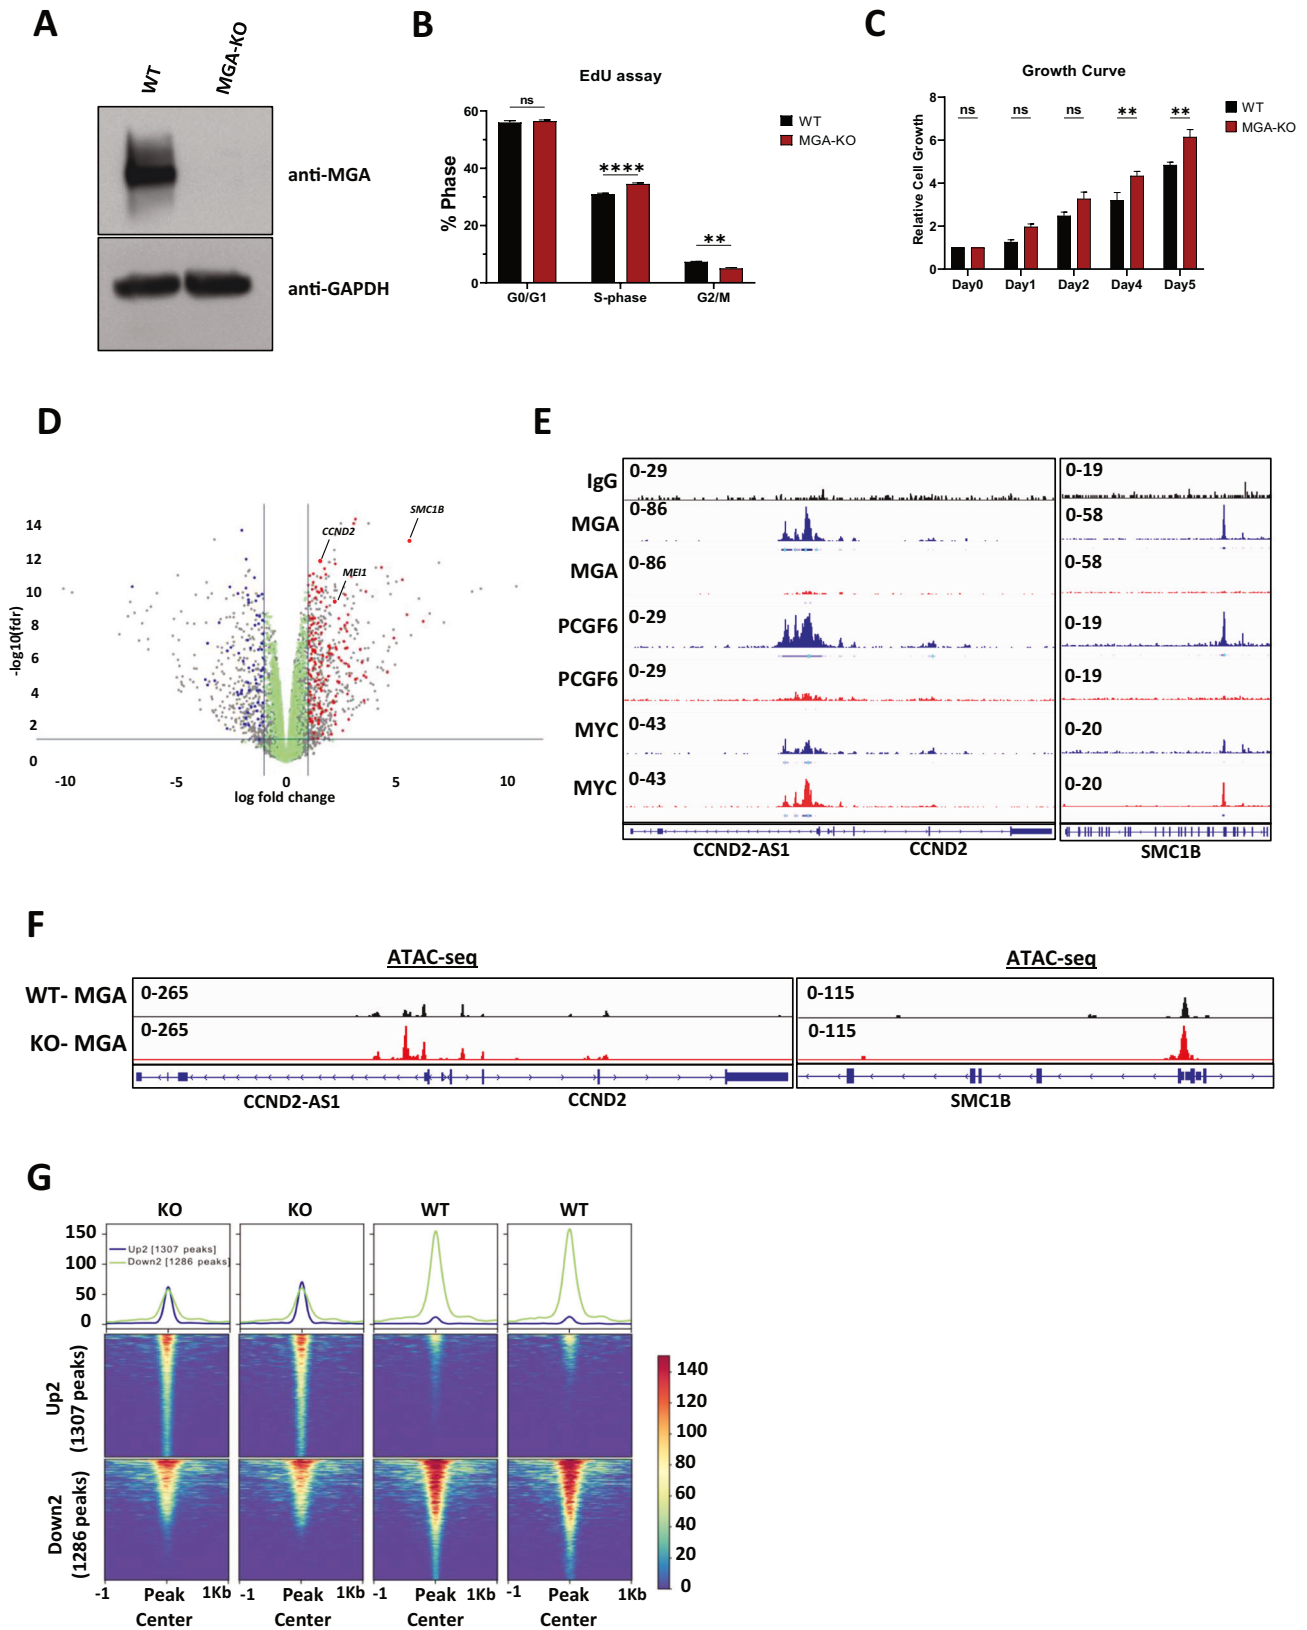 A
WT
MGA-KO
anti-MGA
anti-GAPDH
B
EdU assay
% Phase
60
40
20
0
ns
****
**
G0/G1
S-phase
G2/M
WT
MGA-KO
C
Growth Curve
Relative Cell Growth
8
6
4
2
0
ns
ns
ns
**
**
Day0
Day1
Day2
Day4
Day5
WT
MGA-KO
D
-log10(fdr)
14
12
10
8
6
4
2
0
SMC1B
CCND2
MEI1
-10
-5
0
5
10
log fold change
E
IgG
0-29
0-19
MGA
0-86
0-58
MGA
0-86
0-58
PCGF6
0-29
0-19
PCGF6
0-29
0-19
MYC
0-43
0-20
MYC
0-43
0-20
CCND2-AS1
CCND2
SMC1B
F
ATAC-seq
ATAC-seq
WT- MGA
0-265
0-115
KO- MGA
0-265
0-115
CCND2-AS1
CCND2
SMC1B
G
KO
KO
WT
WT
150
100
50
0
Up2 [1307 peaks]
Down2 [1286 peaks]
Up2
(1307 peaks)
Down2
(1286 peaks)
140
120
100
80
60
40
20
0
-1 Peak 1Kb
Center
-1 Peak 1Kb
Center
-1 Peak 1Kb
Center
-1 Peak 1Kb
Center